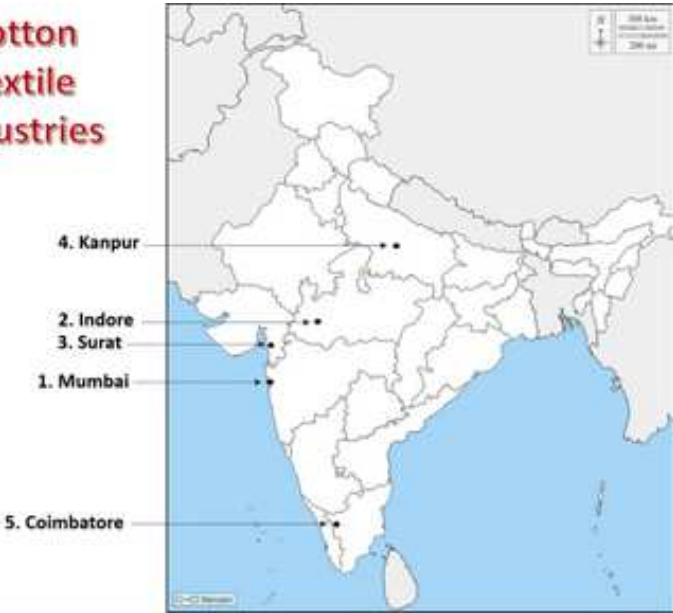 otton
extile
ustries
4. Kanpur
2. Indore
3. Surat
1. Mumbai
5. Coimbatore